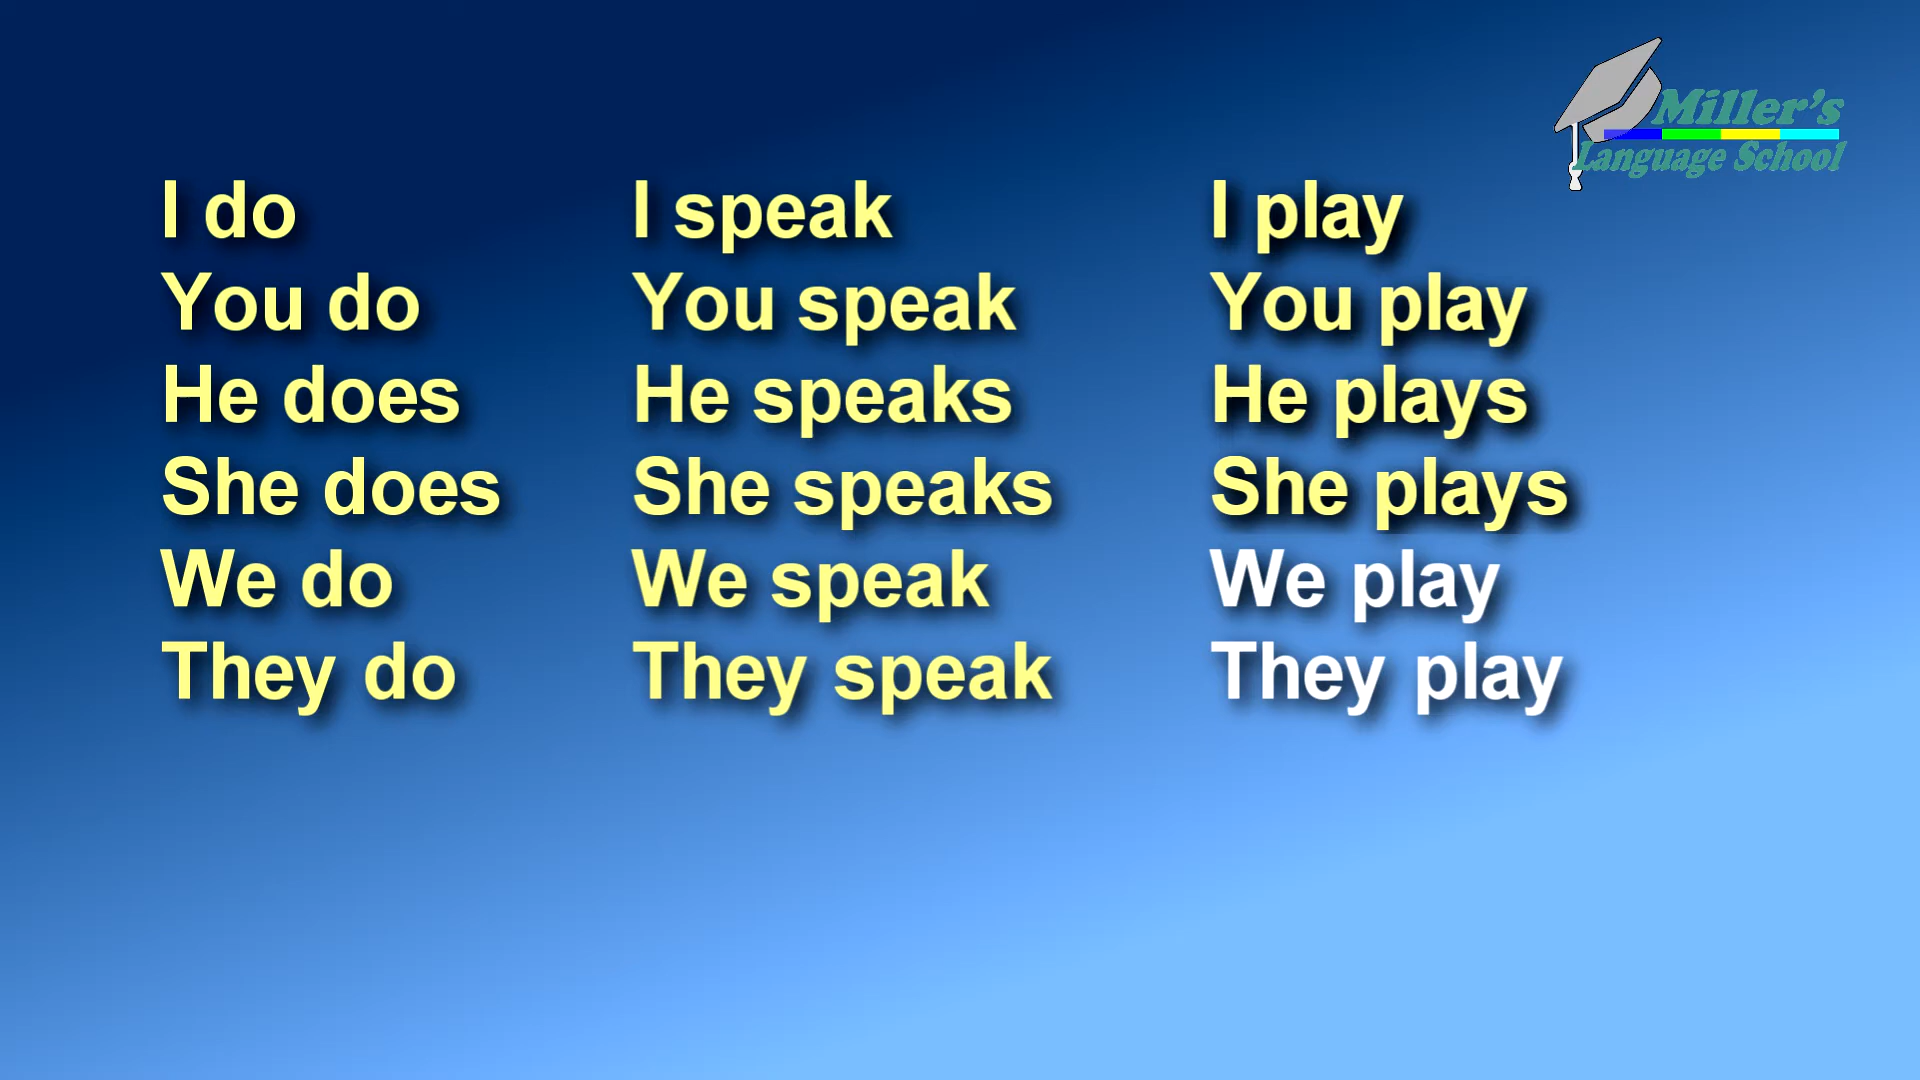 Miller's
Language School
I do
You do
He does
She does
We do
They do
I speak
You speak
He speaks
She speaks
We speak
They speak
I play
You play
He plays
She plays
We play
They play